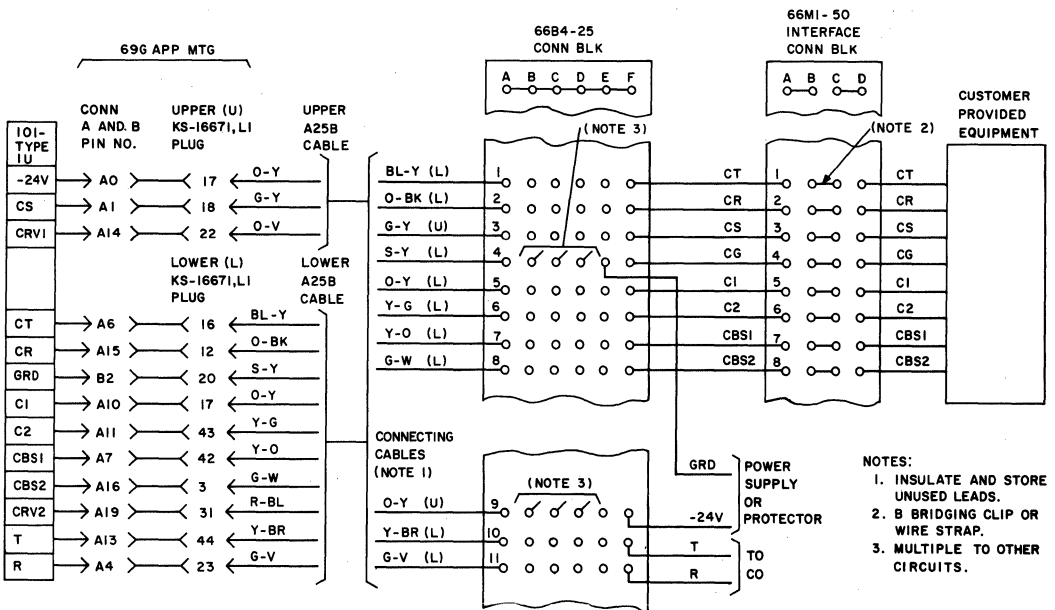 69G APP MTG
66B4-25
CONN BLK
66M1-50
INTERFACE
CONN BLK
A B C D E F
A B C D
CONN
A AND B
PIN NO.
UPPER (U)
KS-16671,L1
PLUG
UPPER
A25B
CABLE
(NOTE 3)
(NOTE 2)
CUSTOMER
PROVIDED
EQUIPMENT
101-
TYPE
1U
-24V A0 17 O-Y
CS A1 18 G-Y
CRV1 A14 22 O-V
LOWER (L)
KS-16671,L1
PLUG
LOWER
A25B
CABLE
CT A6 16 BL-Y
CR A15 12 O-BK
GRD B2 20 S-Y
C1 A10 17 O-Y
C2 A11 43 Y-G
CBS1 A7 42 Y-O
CBS2 A16 3 G-W
CRV2 A19 31 R-BL
T A13 44 Y-BR
R A4 23 G-V
BL-Y (L) 1 CT 1 CT
O-BK (L) 2 CR 2 CR
G-Y (U) 3 CS 3 CS
S-Y (L) 4 CG 4 CG
O-Y (L) 5 C1 5 C1
Y-G (L) 6 C2 6 C2
Y-O (L) 7 CBS1 7 CBS1
G-W (L) 8 CBS2 8 CBS2
CONNECTING
CABLES
(NOTE 1)
(NOTE 3)
O-Y (U) 9
Y-BR (L) 10
G-V (L) 11
GRD
-24V
POWER
SUPPLY
OR
PROTECTOR
T
R
TO
CO
NOTES:
1. INSULATE AND STORE
UNUSED LEADS.
2. B BRIDGING CLIP OR
WIRE STRAP.
3. MULTIPLE TO OTHER
CIRCUITS.